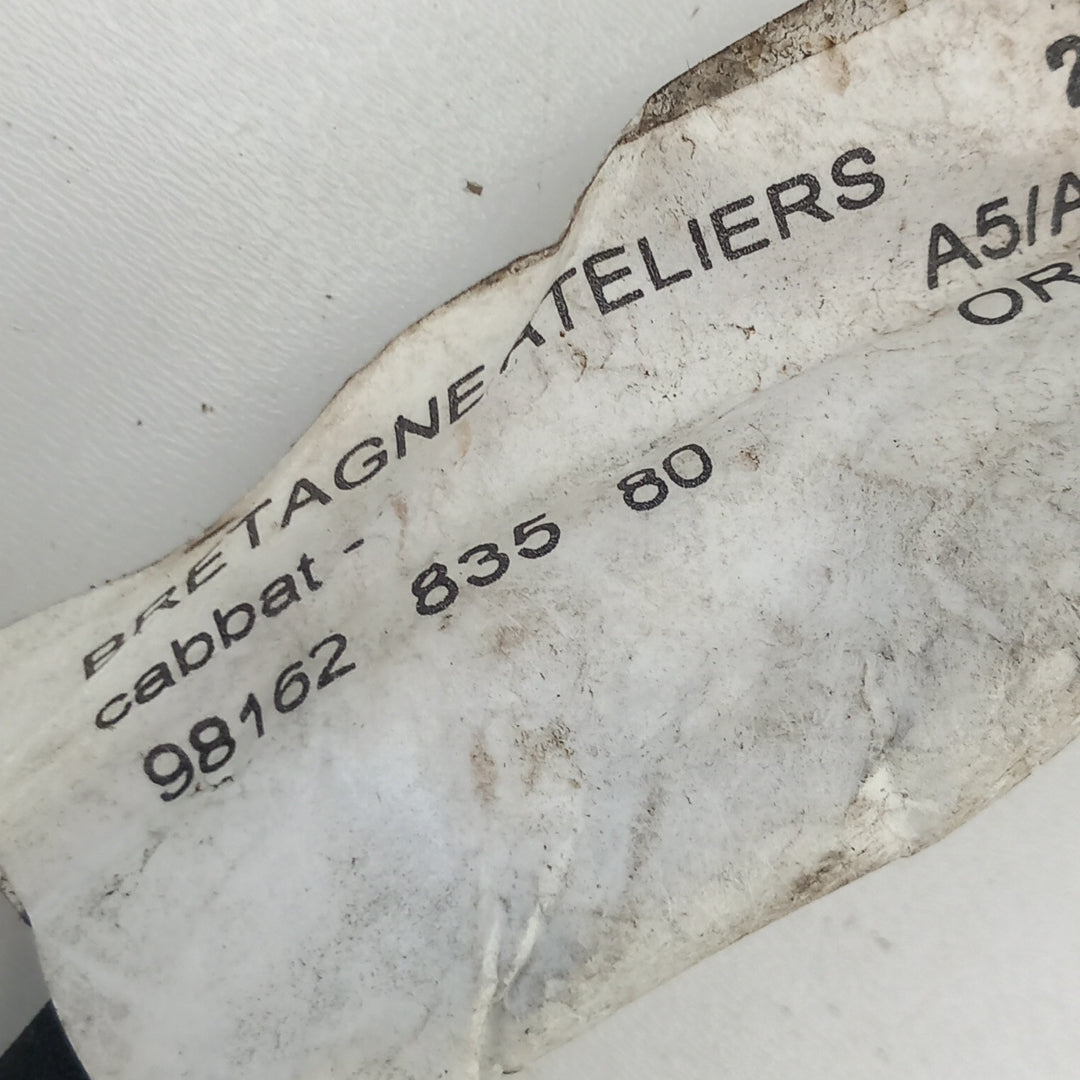 BRETAGNE ATELIERS
cabbat -
98162 835 80
A5/A
OR